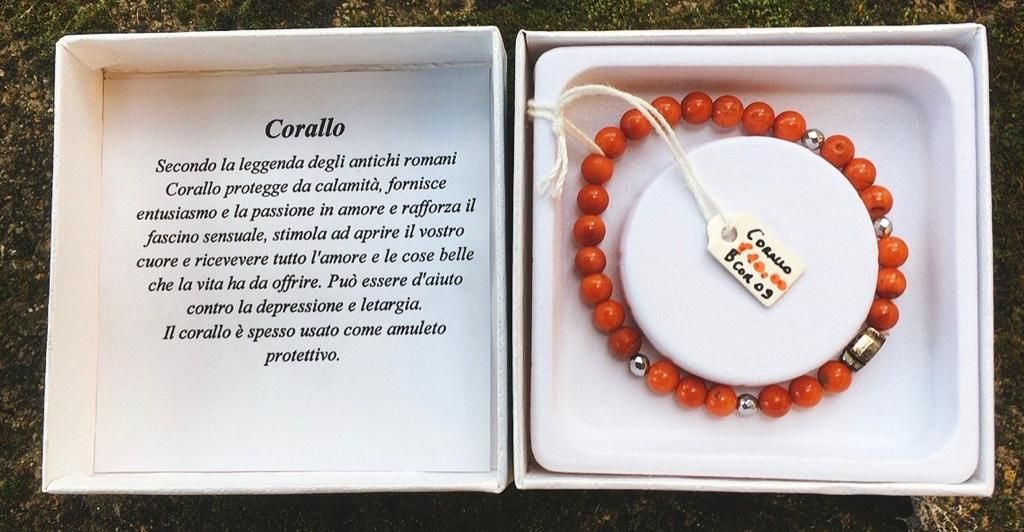 Corallo
Secondo la leggenda degli antichi romani
Corallo protegge da calamità, fornisce
entusiasmo e la passione in amore e rafforza il
fascino sensuale, stimola ad aprire il vostro
cuore e ricevevere tutto l'amore e le cose belle
che la vita ha da offrire. Può essere d'aiuto
contro la depressione e letargia.
Il corallo è spesso usato come amuleto
protettivo.
CORALLO
BCOR 09